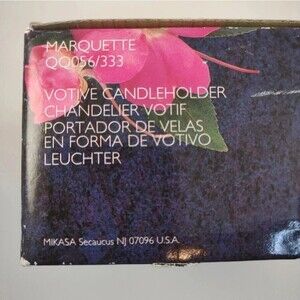 MARQUETTE
QQ056/333
VOTIVE CANDLEHOLDER
CHANDELIER VOTIF
PORTADOR DE VELAS
EN FORMA DE VOTIVO
LEUCHTER
MIKASA Secaucus NJ 07096 U.S.A.